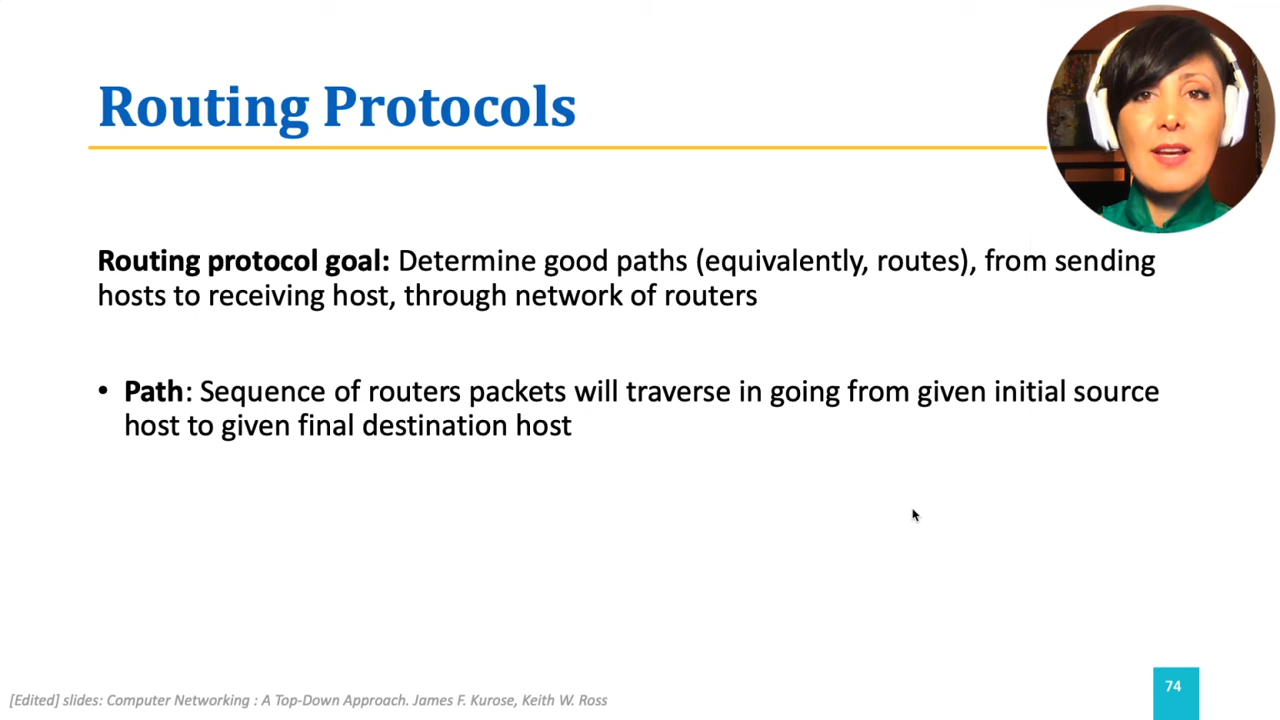 Routing Protocols
Routing protocol goal: Determine good paths (equivalently, routes), from sending
hosts to receiving host, through network of routers
• Path: Sequence of routers packets will traverse in going from given initial source
host to given final destination host
[Edited] slides: Computer Networking : A Top-Down Approach. James F. Kurose, Keith W. Ross
74